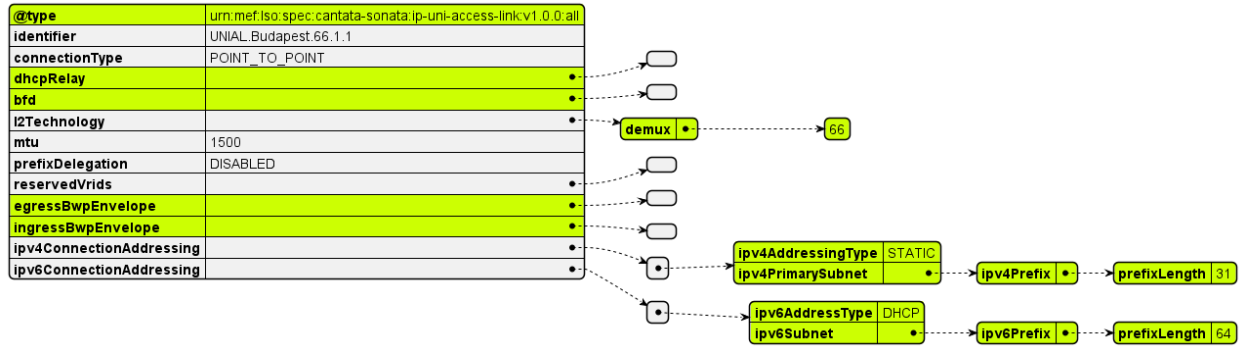 @type urn:mef:lso:spec:cantata-sonata:ip-uni-access-link:v1.0.0:all
identifier UNIAL.Budapest.66.1.1
connectionType POINT_TO_POINT
dhcpRelay
bfd
l2Technology
demux 66
mtu 1500
prefixDelegation DISABLED
reservedVrids
egressBwpEnvelope
ingressBwpEnvelope
ipv4ConnectionAddressing
ipv4AddressingType STATIC
ipv4PrimarySubnet ipv4Prefix prefixLength 31
ipv6ConnectionAddressing
ipv6AddressType DHCP
ipv6Subnet ipv6Prefix prefixLength 64